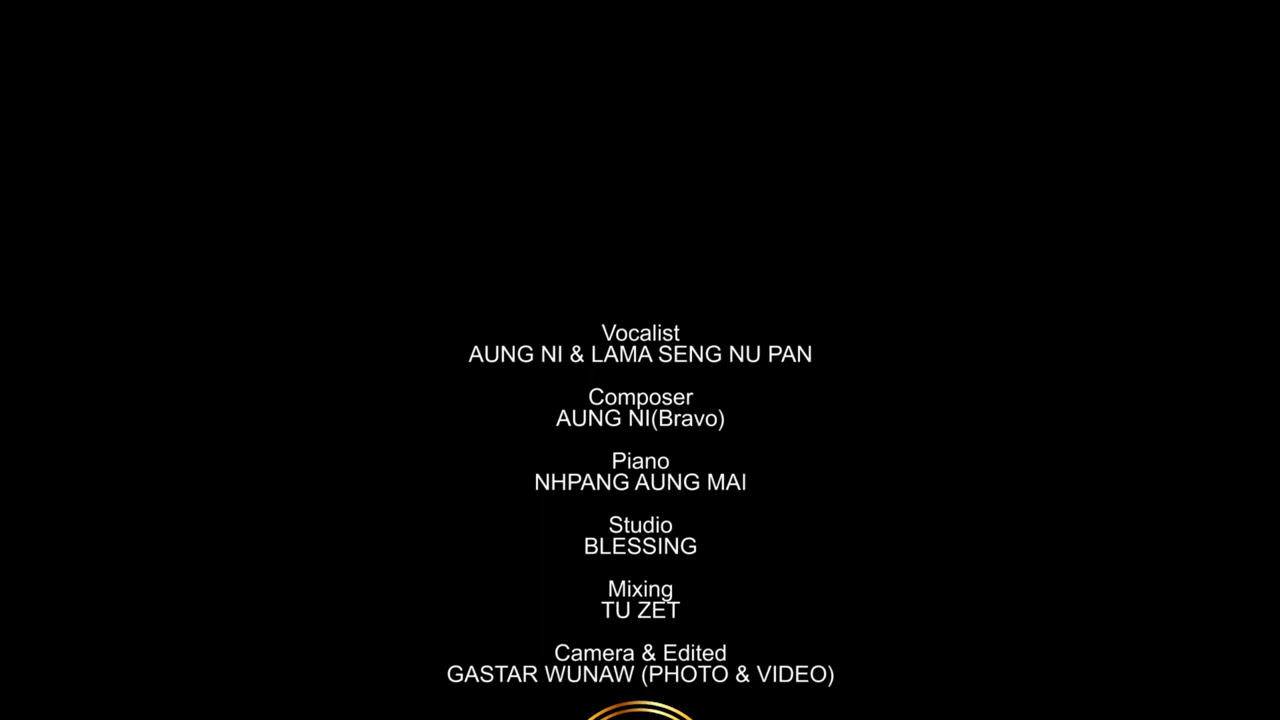 Vocalist
AUNG NI & LAMA SENG NU PAN
Composer
AUNG NI(Bravo)
Piano
NHPANG AUNG MAI
Studio
BLESSING
Mixing
TU ZET
Camera & Edited
GASTAR WUNAW (PHOTO & VIDEO)